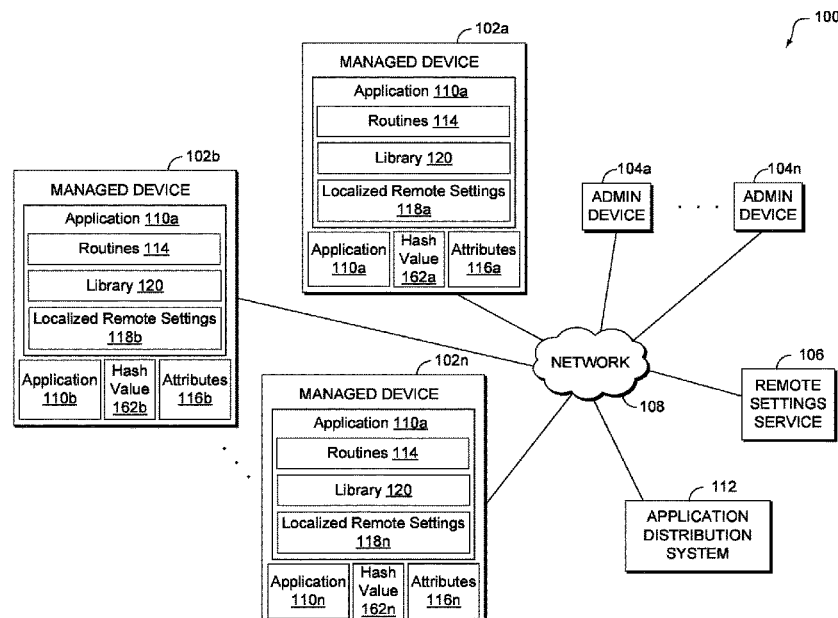 100
102a
MANAGED DEVICE
Application 110a
Routines 114
Library 120
Localized Remote Settings
118a
Application
110a
Hash
Value
162a
Attributes
116a
102b
MANAGED DEVICE
Application 110a
Routines 114
Library 120
Localized Remote Settings
118b
Application
110b
Hash
Value
162b
Attributes
116b
102n
MANAGED DEVICE
Application 110a
Routines 114
Library 120
Localized Remote Settings
118n
Application
110n
Hash
Value
162n
Attributes
116n
104a
ADMIN
DEVICE
104n
ADMIN
DEVICE
NETWORK
108
106
REMOTE
SETTINGS
SERVICE
112
APPLICATION
DISTRIBUTION
SYSTEM